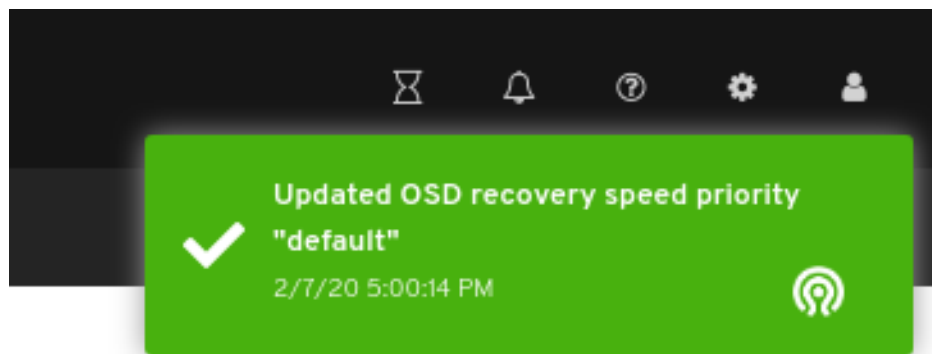 Updated OSD recovery speed priority
"default"
2/7/20 5:00:14 PM